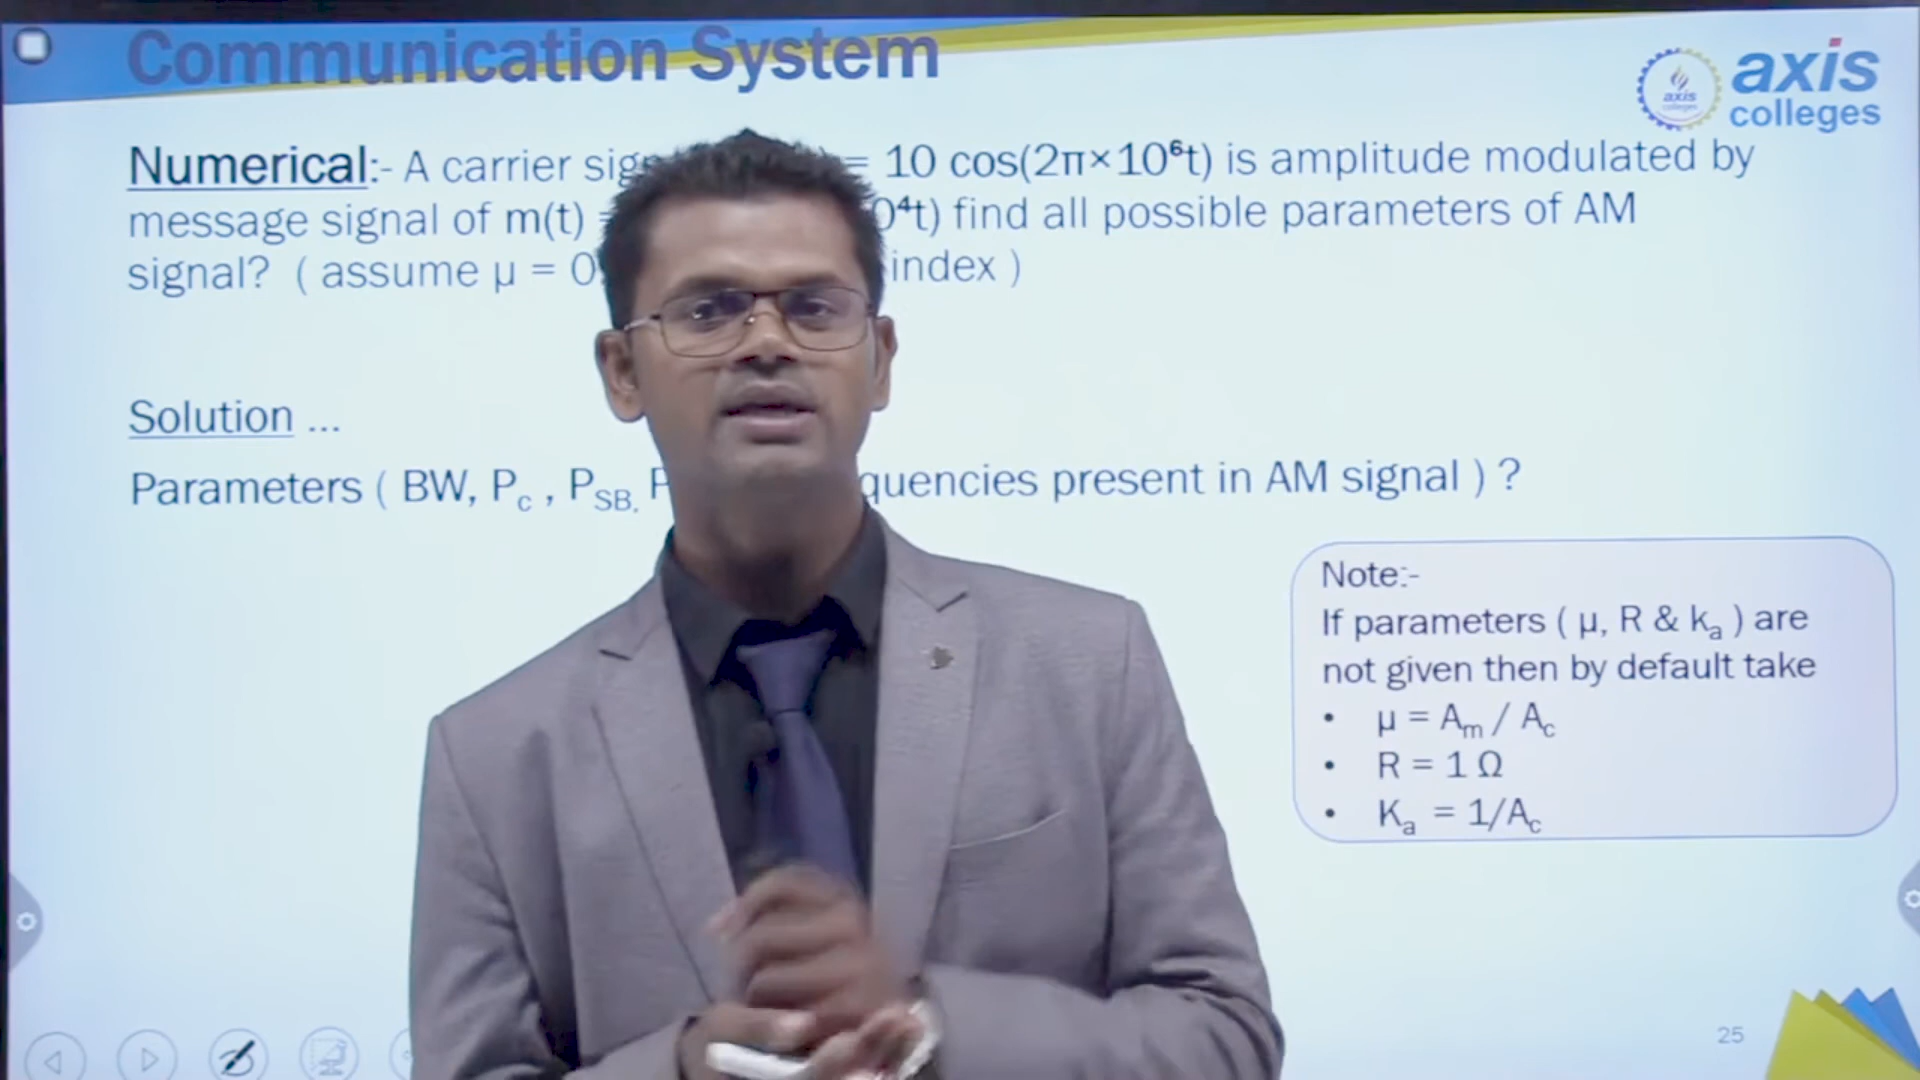 Communication System
axis
colleges
axis
colleges
Numerical:- A carrier = 10 cos(2π×10⁶t) is amplitude modulated by
message signal of m(t) 0⁴t) find all possible parameters of AM
signal? ( assume μ = 0 index )
Solution ...
Parameters ( BW, Pc , PSB, present in AM signal ) ?
Note:-
If parameters ( μ, R & ka ) are
not given then by default take
• μ = Am / Ac
• R = 1 Ω
• Ka = 1/Ac
25